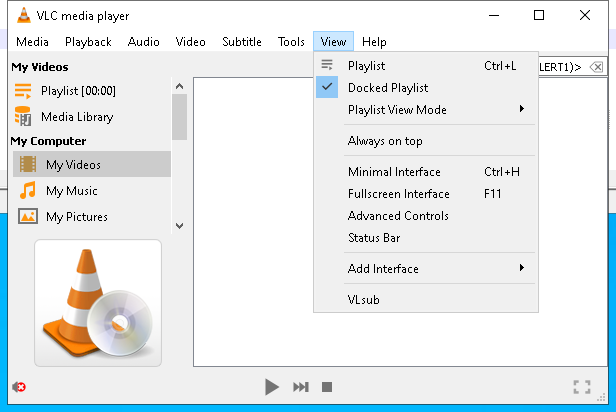 VLC media player
Media Playback Audio Video Subtitle Tools View Help
My Videos
Playlist [00:00]
Media Library
My Computer
My Videos
My Music
My Pictures
Playlist Ctrl+L
Docked Playlist
Playlist View Mode
Always on top
Minimal Interface Ctrl+H
Fullscreen Interface F11
Advanced Controls
Status Bar
Add Interface
VLsub
LERT1)>